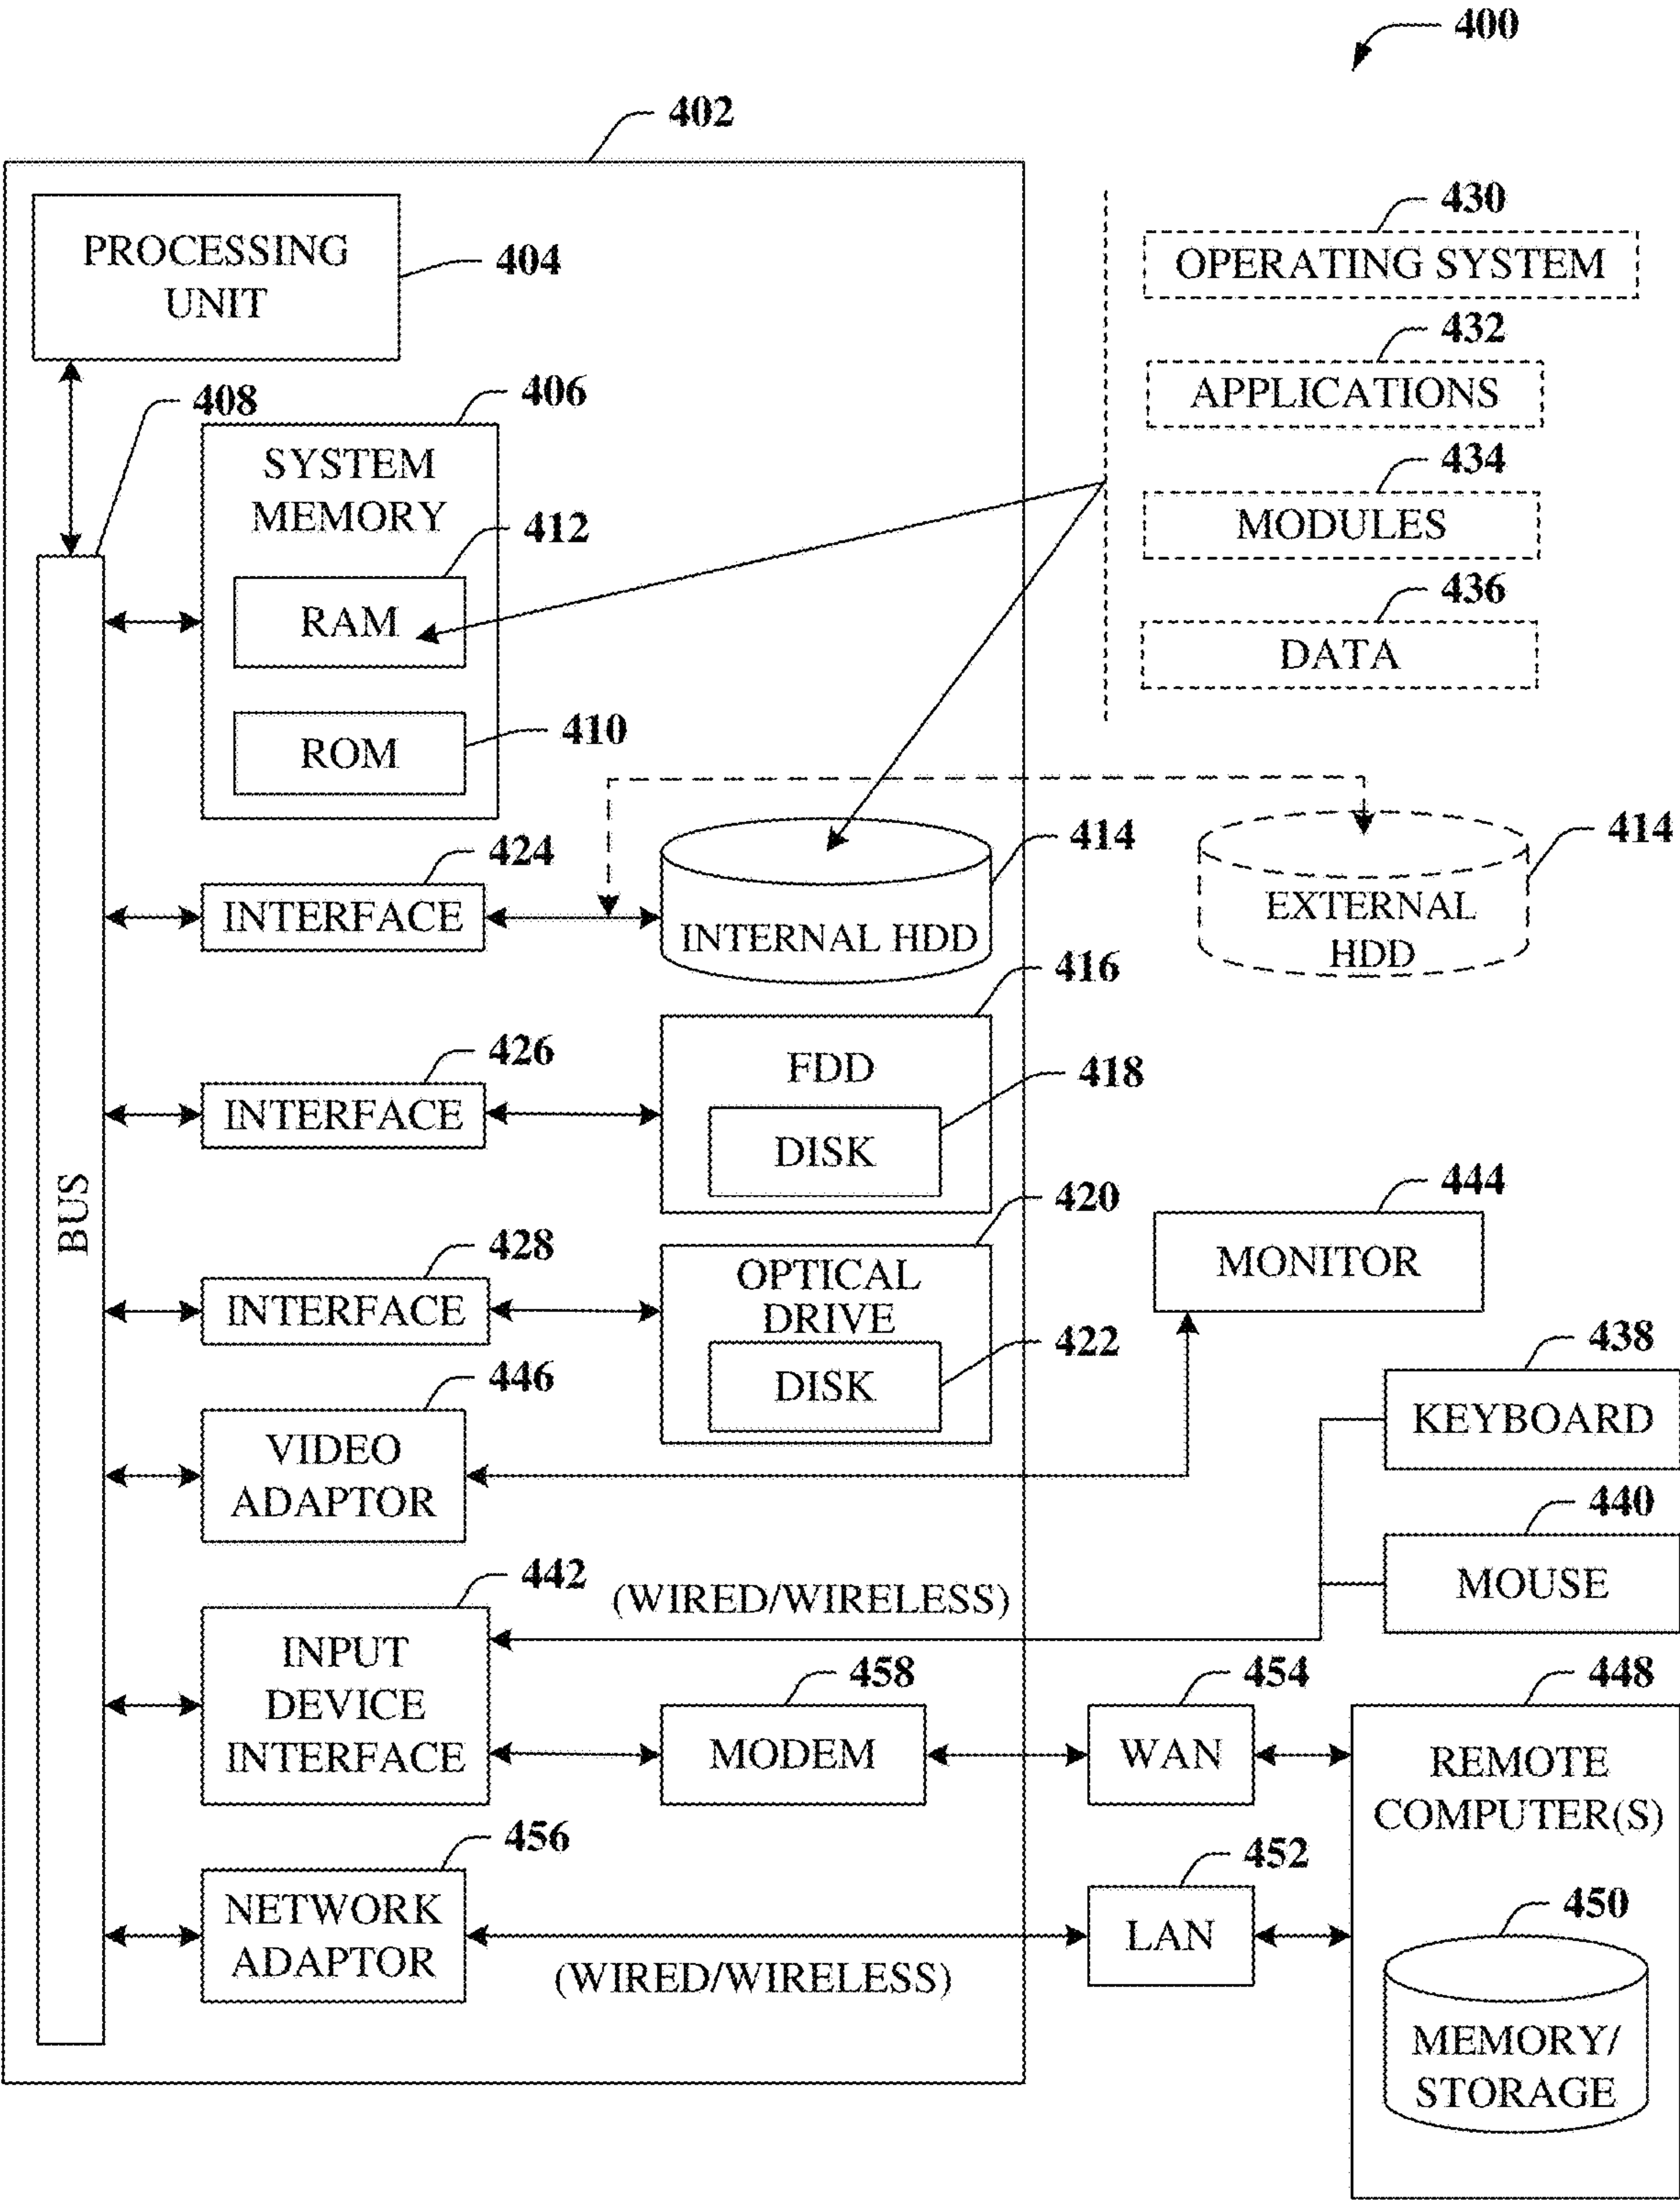 400
402
PROCESSING
UNIT
404
430
OPERATING SYSTEM
432
APPLICATIONS
434
MODULES
436
DATA
408
406
SYSTEM
MEMORY
412
RAM
410
ROM
BUS
424
INTERFACE
414
INTERNAL HDD
414
EXTERNAL
HDD
426
INTERFACE
416
FDD
418
DISK
428
INTERFACE
420
OPTICAL
DRIVE
422
DISK
444
MONITOR
446
VIDEO
ADAPTOR
438
KEYBOARD
440
MOUSE
442
INPUT
DEVICE
INTERFACE
(WIRED/WIRELESS)
458
MODEM
454
WAN
448
REMOTE
COMPUTER(S)
456
NETWORK
ADAPTOR
(WIRED/WIRELESS)
452
LAN
450
MEMORY/
STORAGE